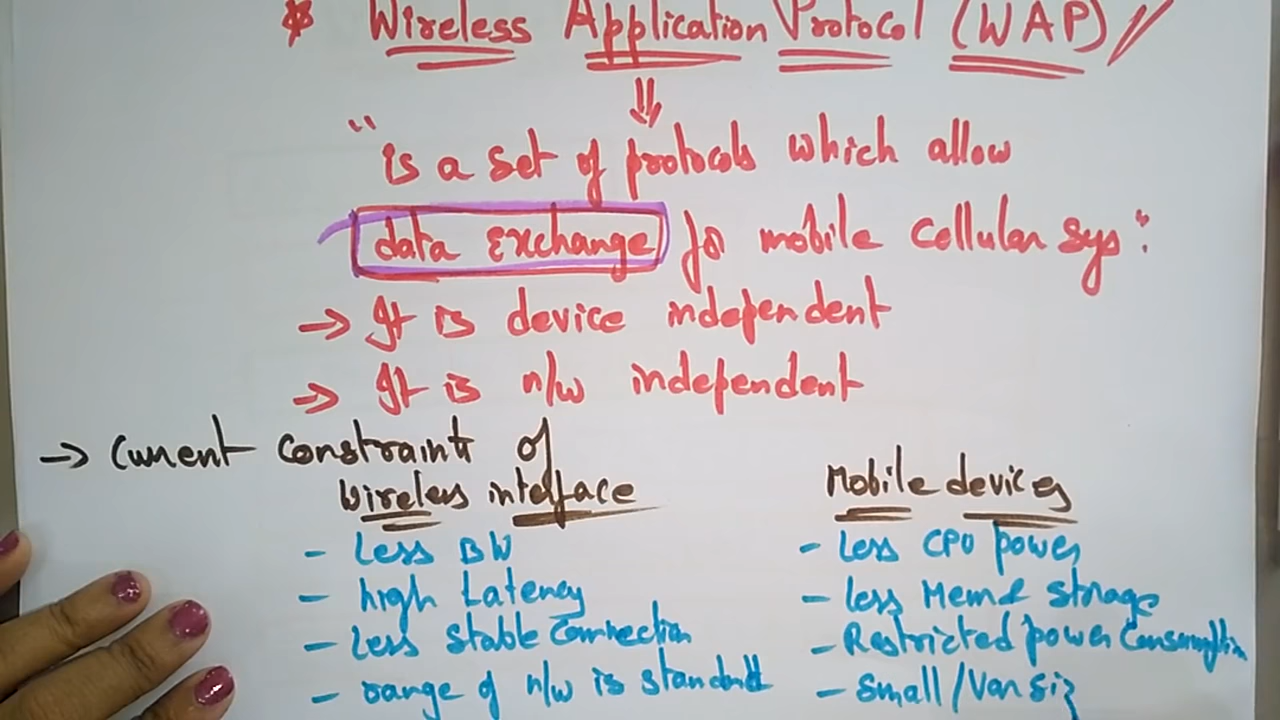 * Wireless Application Protocol (WAP)
"is a set of protocols which allow
data Exchange for mobile cellular sys"
→ It is device independent
→ It is n/w independent
→ Current constraints of
Wireless interface
Mobile devices
- Less BW
- high Latency
- Less Stable Connection
- range of n/w is
- Less CPU power
- less Mem & Storage
- Restricted power Consumption
- Small/Var siz